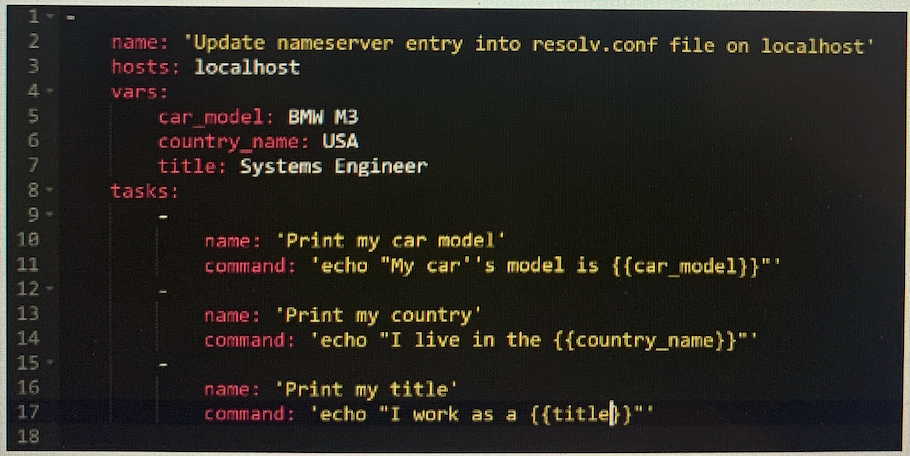 1 -
2 name: 'Update nameserver entry into resolv.conf file on localhost'
3 hosts: localhost
4 vars:
5 car_model: BMW M3
6 country_name: USA
7 title: Systems Engineer
8 tasks:
9 -
10 name: 'Print my car model'
11 command: 'echo "My car''s model is {{car_model}}"'
12 -
13 name: 'Print my country'
14 command: 'echo "I live in the {{country_name}}"'
15 -
16 name: 'Print my title'
17 command: 'echo "I work as a {{title}}"'
18